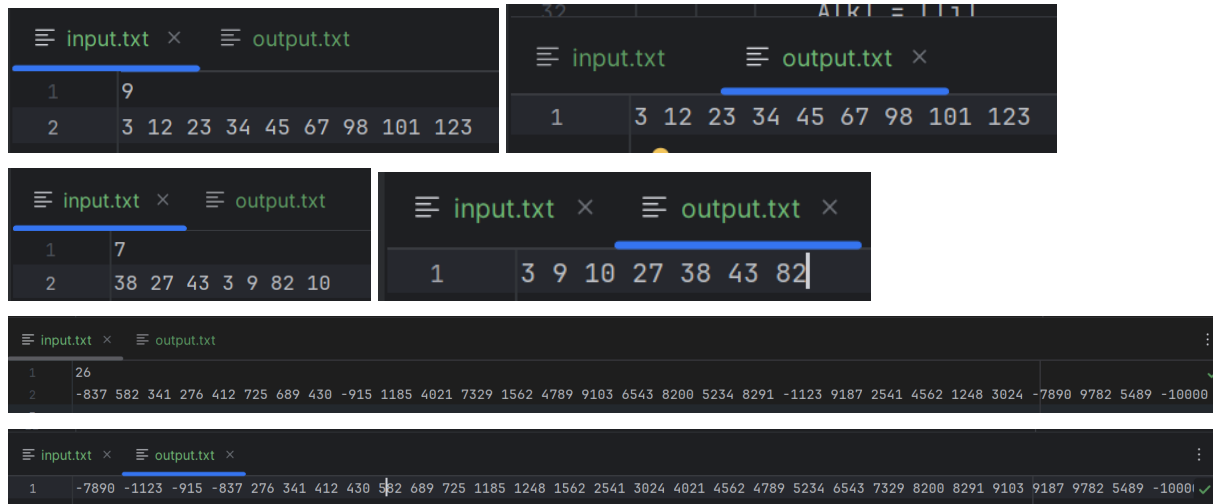 32 A[k] = L[i]
input.txt × output.txt
input.txt output.txt ×
1 9
2 3 12 23 34 45 67 98 101 123
1 3 12 23 34 45 67 98 101 123
input.txt × output.txt
input.txt × output.txt ×
1 7
2 38 27 43 3 9 82 10
1 3 9 10 27 38 43 82
input.txt × output.txt
1 26
2 -837 582 341 276 412 725 689 430 -915 1185 4021 7329 1562 4789 9103 6543 8200 5234 8291 -1123 9187 2541 4562 1248 3024 -7890 9782 5489 -10000
input.txt × output.txt ×
1 -7890 -1123 -915 -837 276 341 412 430 582 689 725 1185 1248 1562 2541 3024 4021 4562 4789 5234 6543 7329 8200 8291 9103 9187 9782 5489 -1000